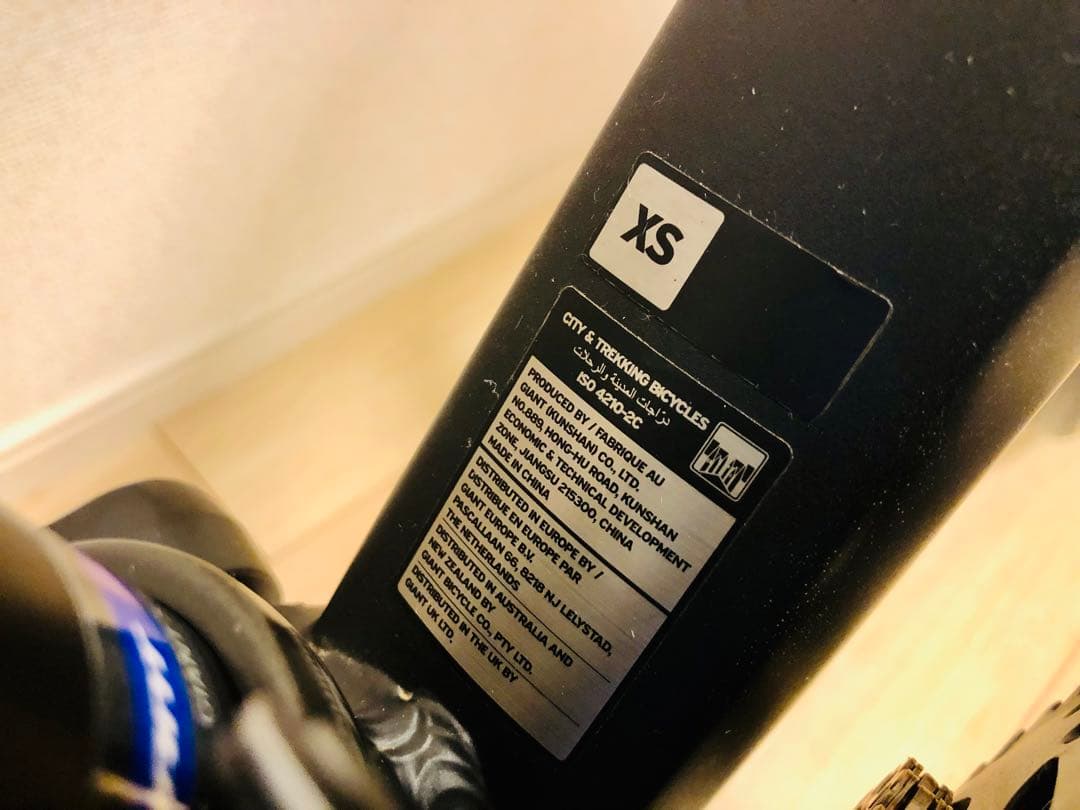 XS
CITY & TREKKING BICYCLES
دراجات المدينة والرحلات
ISO 4210-2C
PRODUCED BY / FABRIQUE AU
GIANT (KUNSHAN) CO., LTD.
NO.889, HONG-HU ROAD, KUNSHAN
ECONOMIC & TECHNICAL DEVELOPMENT
ZONE, JIANGSU 215300, CHINA
MADE IN CHINA
DISTRIBUTED IN EUROPE BY /
DISTRIBUE EN EUROPE PAR
GIANT EUROPE B.V.
PASCALLAAN 66, 8218 NJ LELYSTAD,
THE NETHERLANDS
DISTRIBUTED IN AUSTRALIA AND
NEW ZEALAND BY
GIANT BICYCLE CO., PTY LTD.
DISTRIBUTED IN THE UK BY
GIANT UK LTD.